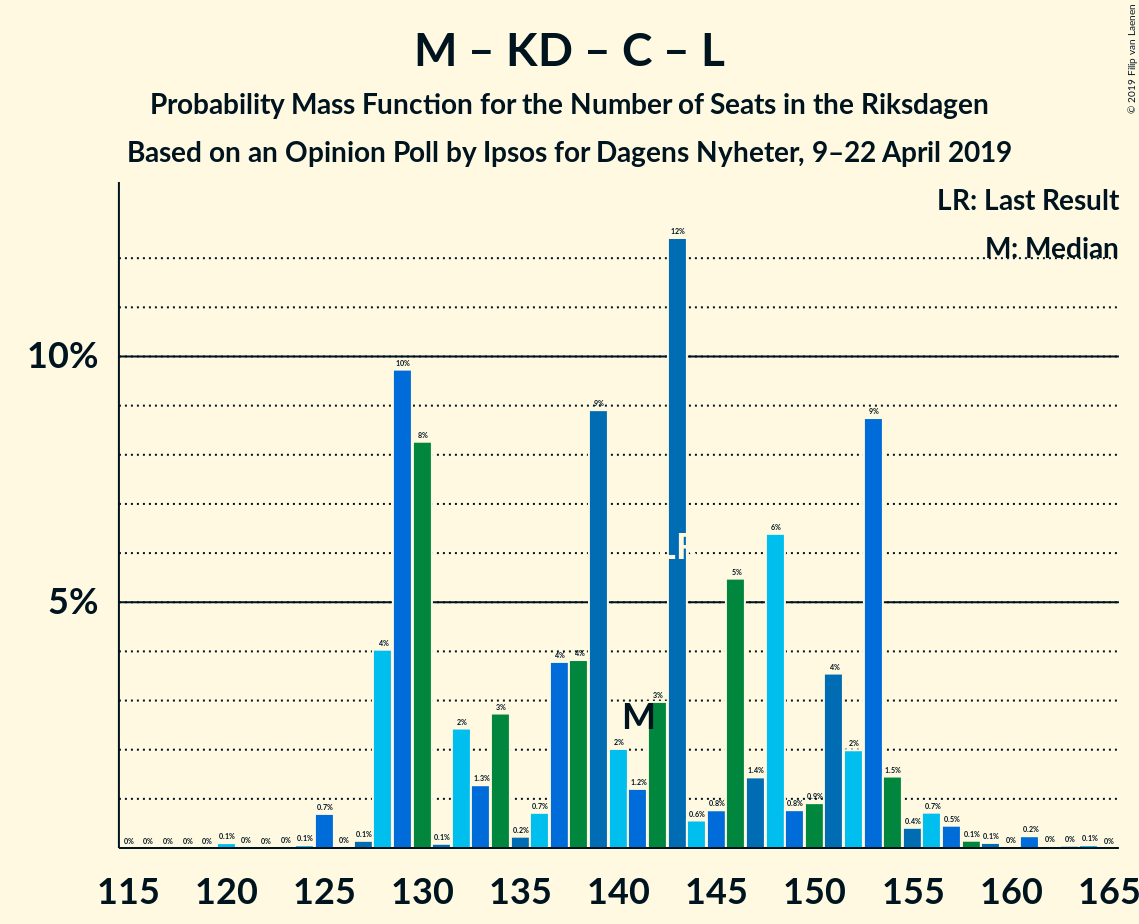 M – KD – C – L
Probability Mass Function for the Number of Seats in the Riksdagen
Based on an Opinion Poll by Ipsos for Dagens Nyheter, 9–22 April 2019
© 2019 Filip van Laenen
LR: Last Result
M: Median
10%
5%
0% 0% 0% 0% 0% 0.1% 0% 0% 0% 0.1% 0.7% 0% 0.1% 4% 10% 8% 0.1% 2% 1.3% 3% 0.2% 0.7% 4% 4% 9% 2% 1.2% 3% 12% 0.6% 0.8% 5% 1.4% 6% 0.8% 0.9% 4% 2% 9% 1.5% 0.4% 0.7% 0.5% 0.1% 0.1% 0% 0.2% 0% 0% 0.1% 0%
LR
M
115 120 125 130 135 140 145 150 155 160 165